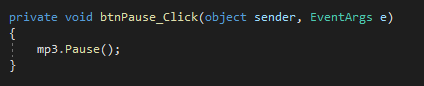 private void btnPause_Click(object sender, EventArgs e)
{
    mp3.Pause();
}